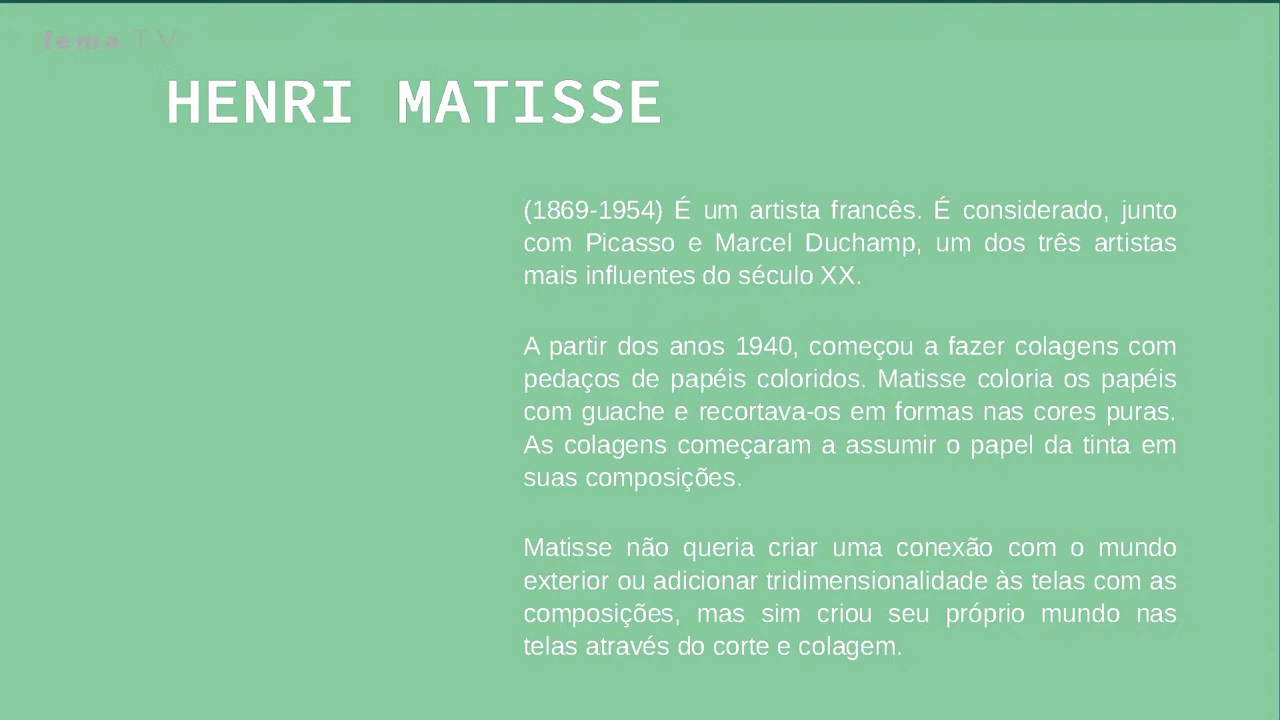 fema TV
HENRI MATISSE
(1869-1954) É um artista francês. É considerado, junto
com Picasso e Marcel Duchamp, um dos três artistas
mais influentes do século XX.
A partir dos anos 1940, começou a fazer colagens com
pedaços de papéis coloridos. Matisse coloria os papéis
com guache e recortava-os em formas nas cores puras.
As colagens começaram a assumir o papel da tinta em
suas composições.
Matisse não queria criar uma conexão com o mundo
exterior ou adicionar tridimensionalidade às telas com as
composições, mas sim criou seu próprio mundo nas
telas através do corte e colagem.